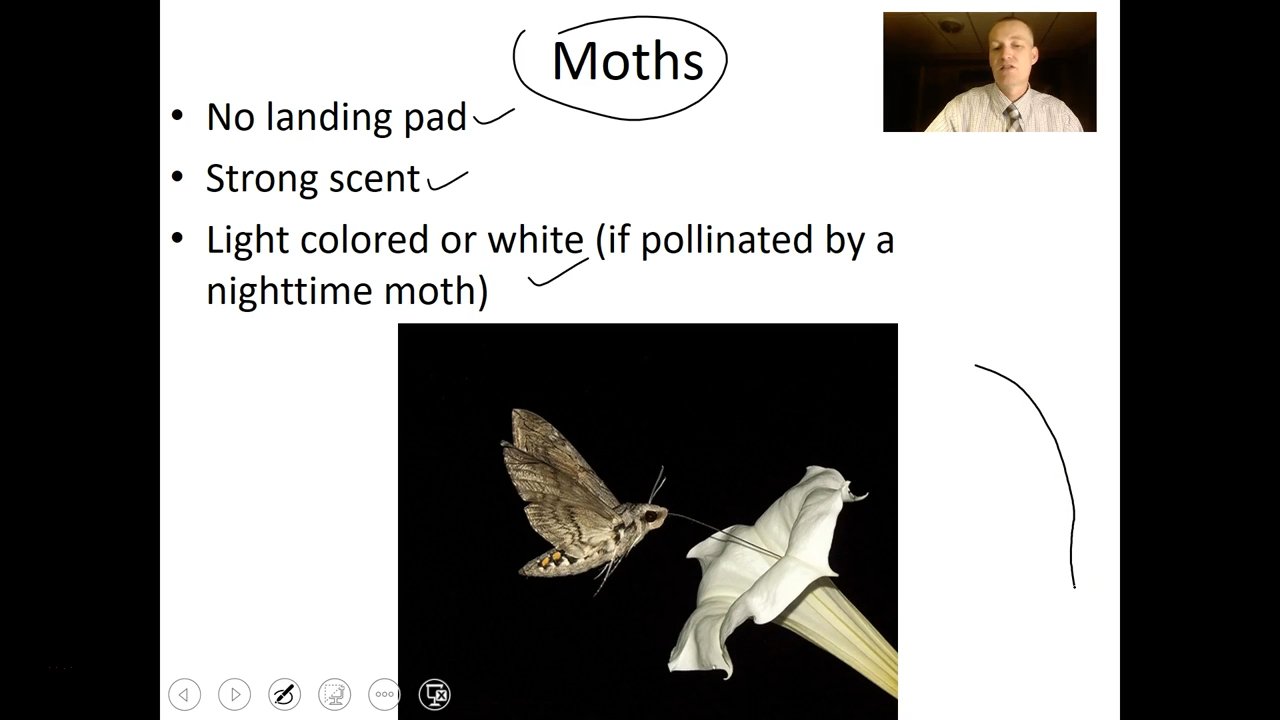 Moths
• No landing pad
• Strong scent
• Light colored or white (if pollinated by a
nighttime moth)